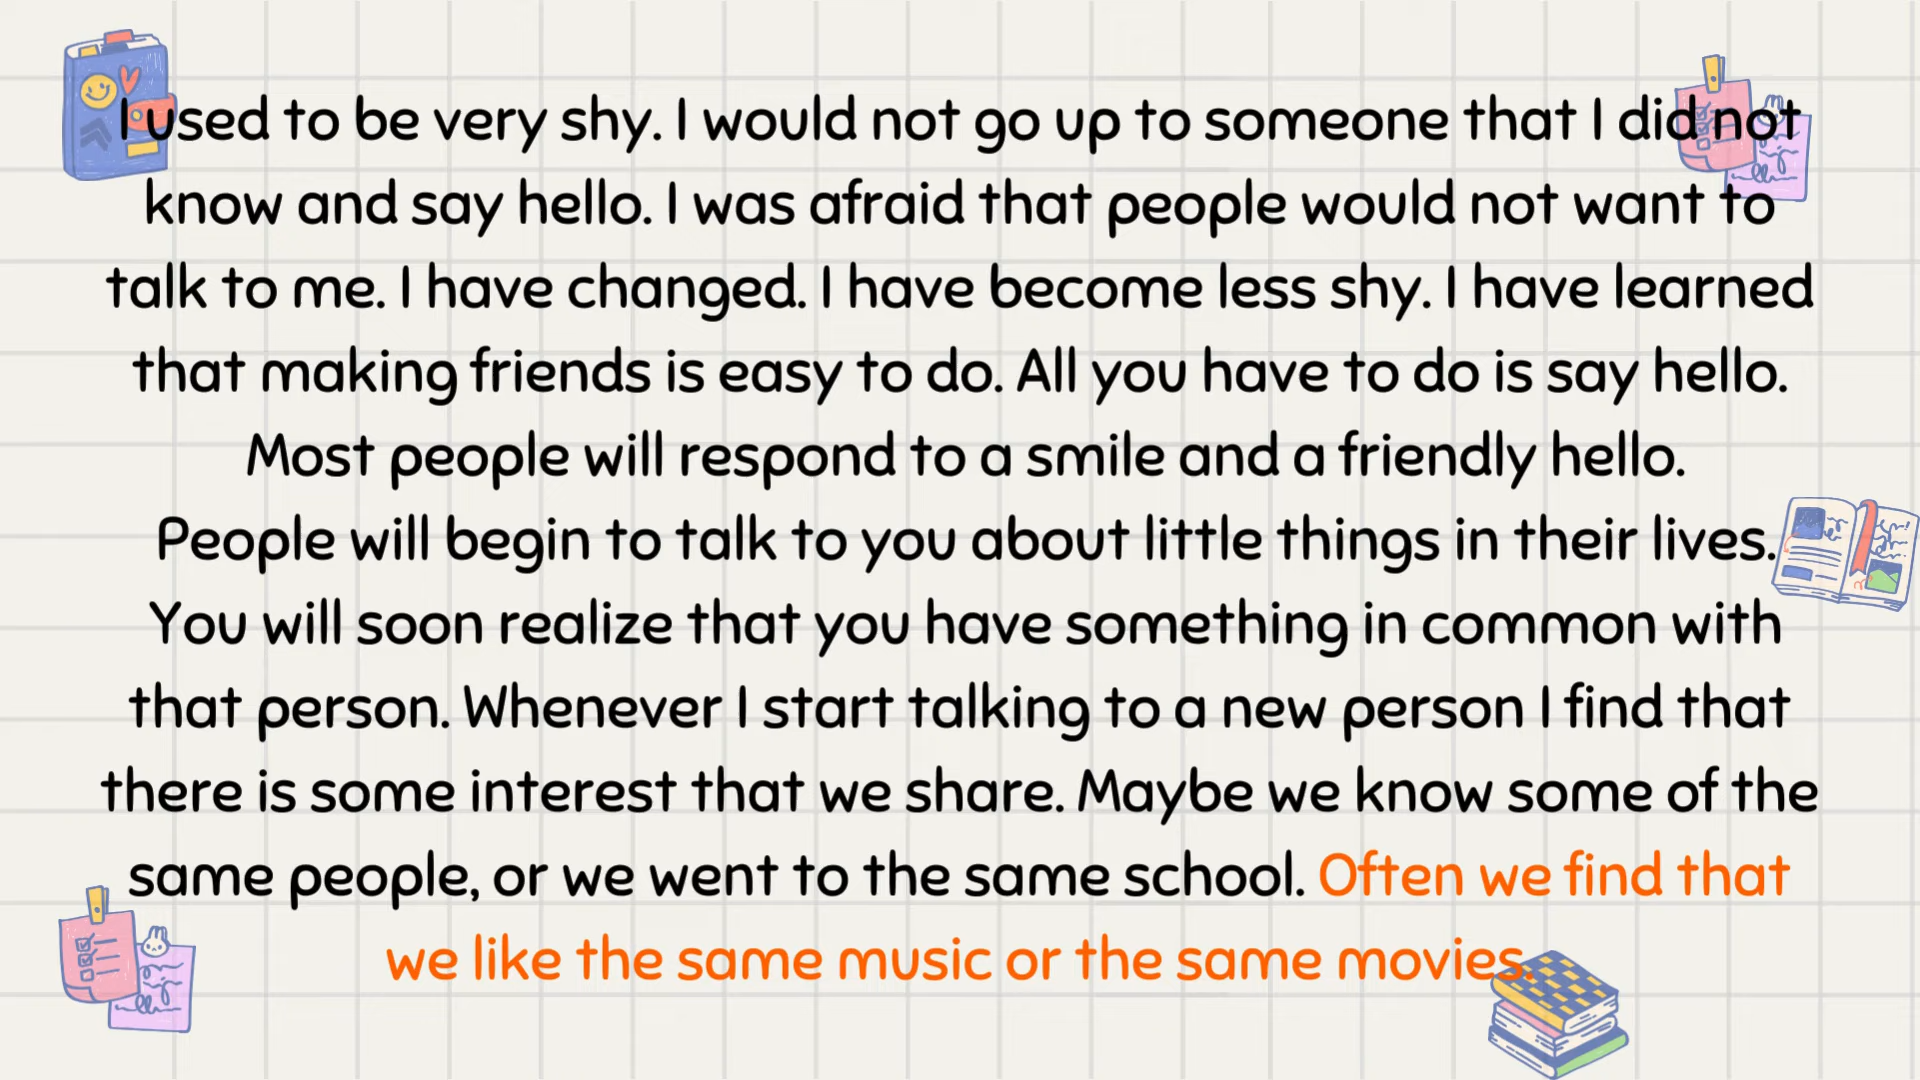 I used to be very shy. I would not go up to someone that I did not
know and say hello. I was afraid that people would not want to
talk to me. I have changed. I have become less shy. I have learned
that making friends is easy to do. All you have to do is say hello.
Most people will respond to a smile and a friendly hello.
People will begin to talk to you about little things in their lives.
You will soon realize that you have something in common with
that person. Whenever I start talking to a new person I find that
there is some interest that we share. Maybe we know some of the
same people, or we went to the same school. Often we find that
we like the same music or the same movies.